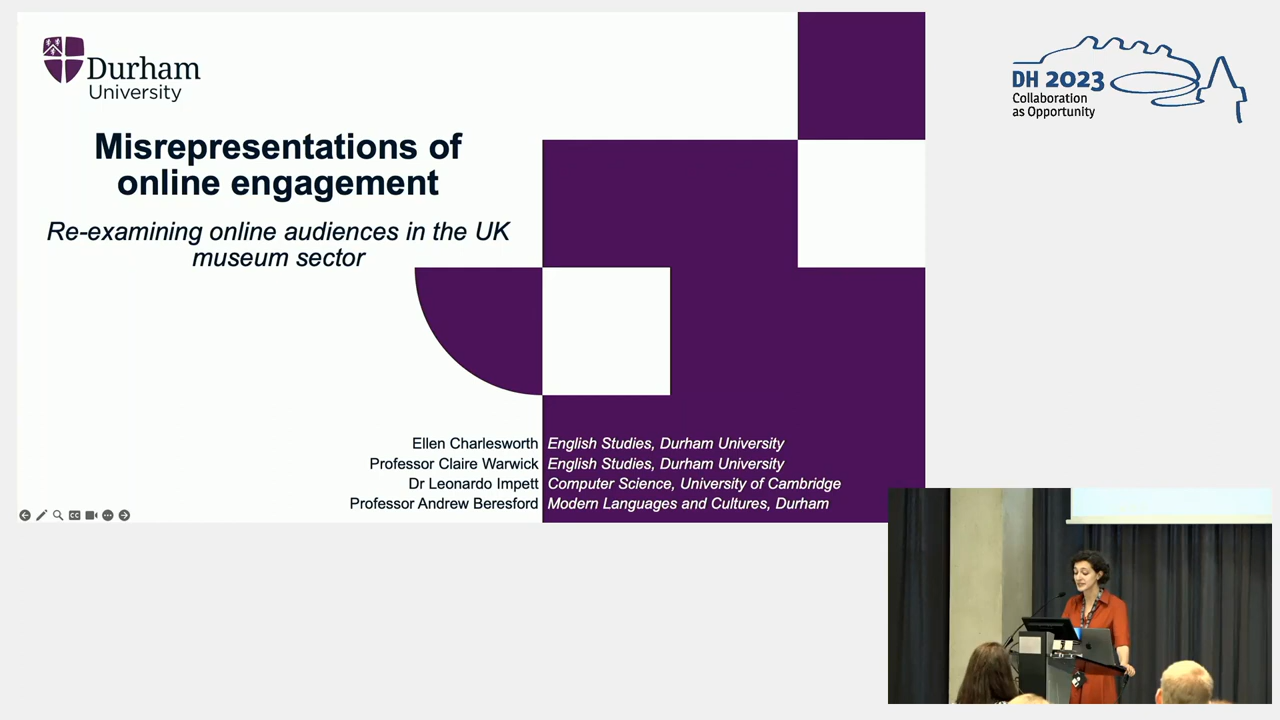 Durham
University
Misrepresentations of
online engagement
Re-examining online audiences in the UK
museum sector
Ellen Charlesworth English Studies, Durham University
Professor Claire Warwick English Studies, Durham University
Dr Leonardo Impett Computer Science, University of Cambridge
Professor Andrew Beresford Modern Languages and Cultures, Durham
DH 2023
Collaboration
as Opportunity